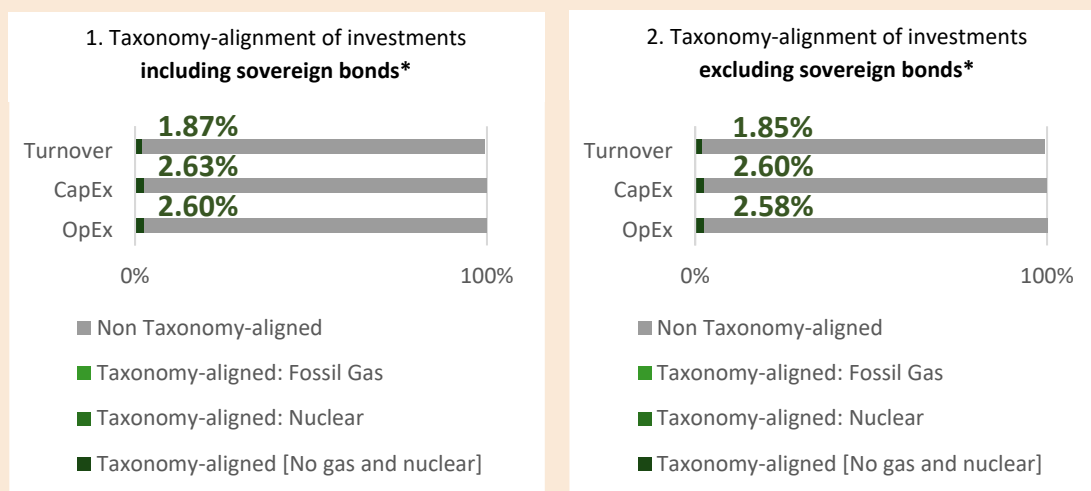 1. Taxonomy-alignment of investments
including sovereign bonds*
1.87%
Turnover
2.63%
CapEx
2.60%
OpEx
0%
100%
Non Taxonomy-aligned
Taxonomy-aligned: Fossil Gas
Taxonomy-aligned: Nuclear
Taxonomy-aligned [No gas and nuclear]
2. Taxonomy-alignment of investments
excluding sovereign bonds*
1.85%
Turnover
2.60%
CapEx
2.58%
OpEx
0%
100%
Non Taxonomy-aligned
Taxonomy-aligned: Fossil Gas
Taxonomy-aligned: Nuclear
Taxonomy-aligned [No gas and nuclear]